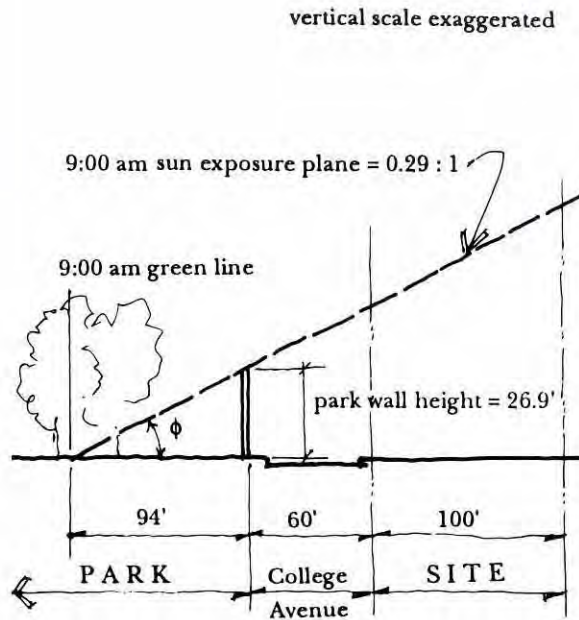 vertical scale exaggerated
9:00 am sun exposure plane = 0.29 : 1
9:00 am green line
park wall height = 26.9'
ϕ
94'
60'
100'
PARK
College
Avenue
SITE